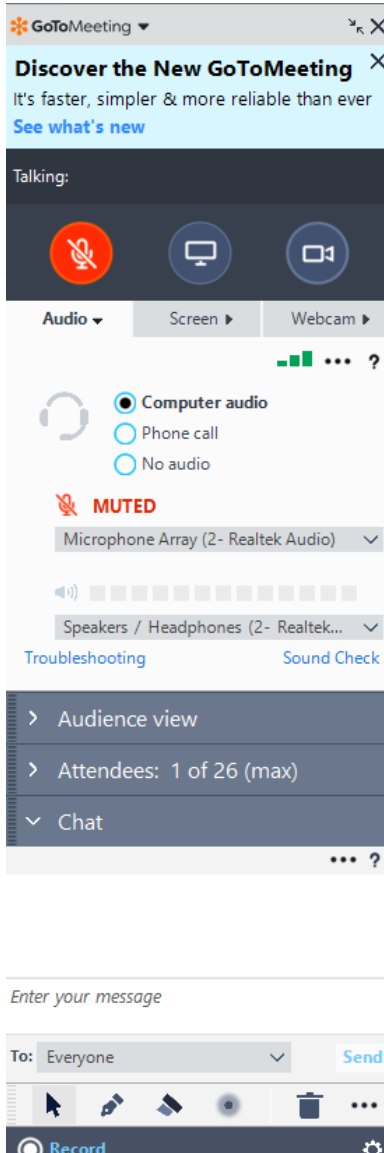 GoToMeeting
Discover the New GoToMeeting
It's faster, simpler & more reliable than ever
See what's new
Talking:
Audio Screen Webcam
?
Computer audio
Phone call
No audio
MUTED
Microphone Array (2- Realtek Audio)
Speakers / Headphones (2- Realtek...
Troubleshooting Sound Check
Audience view
Attendees: 1 of 26 (max)
Chat
?
Enter your message
To: Everyone Send
Record